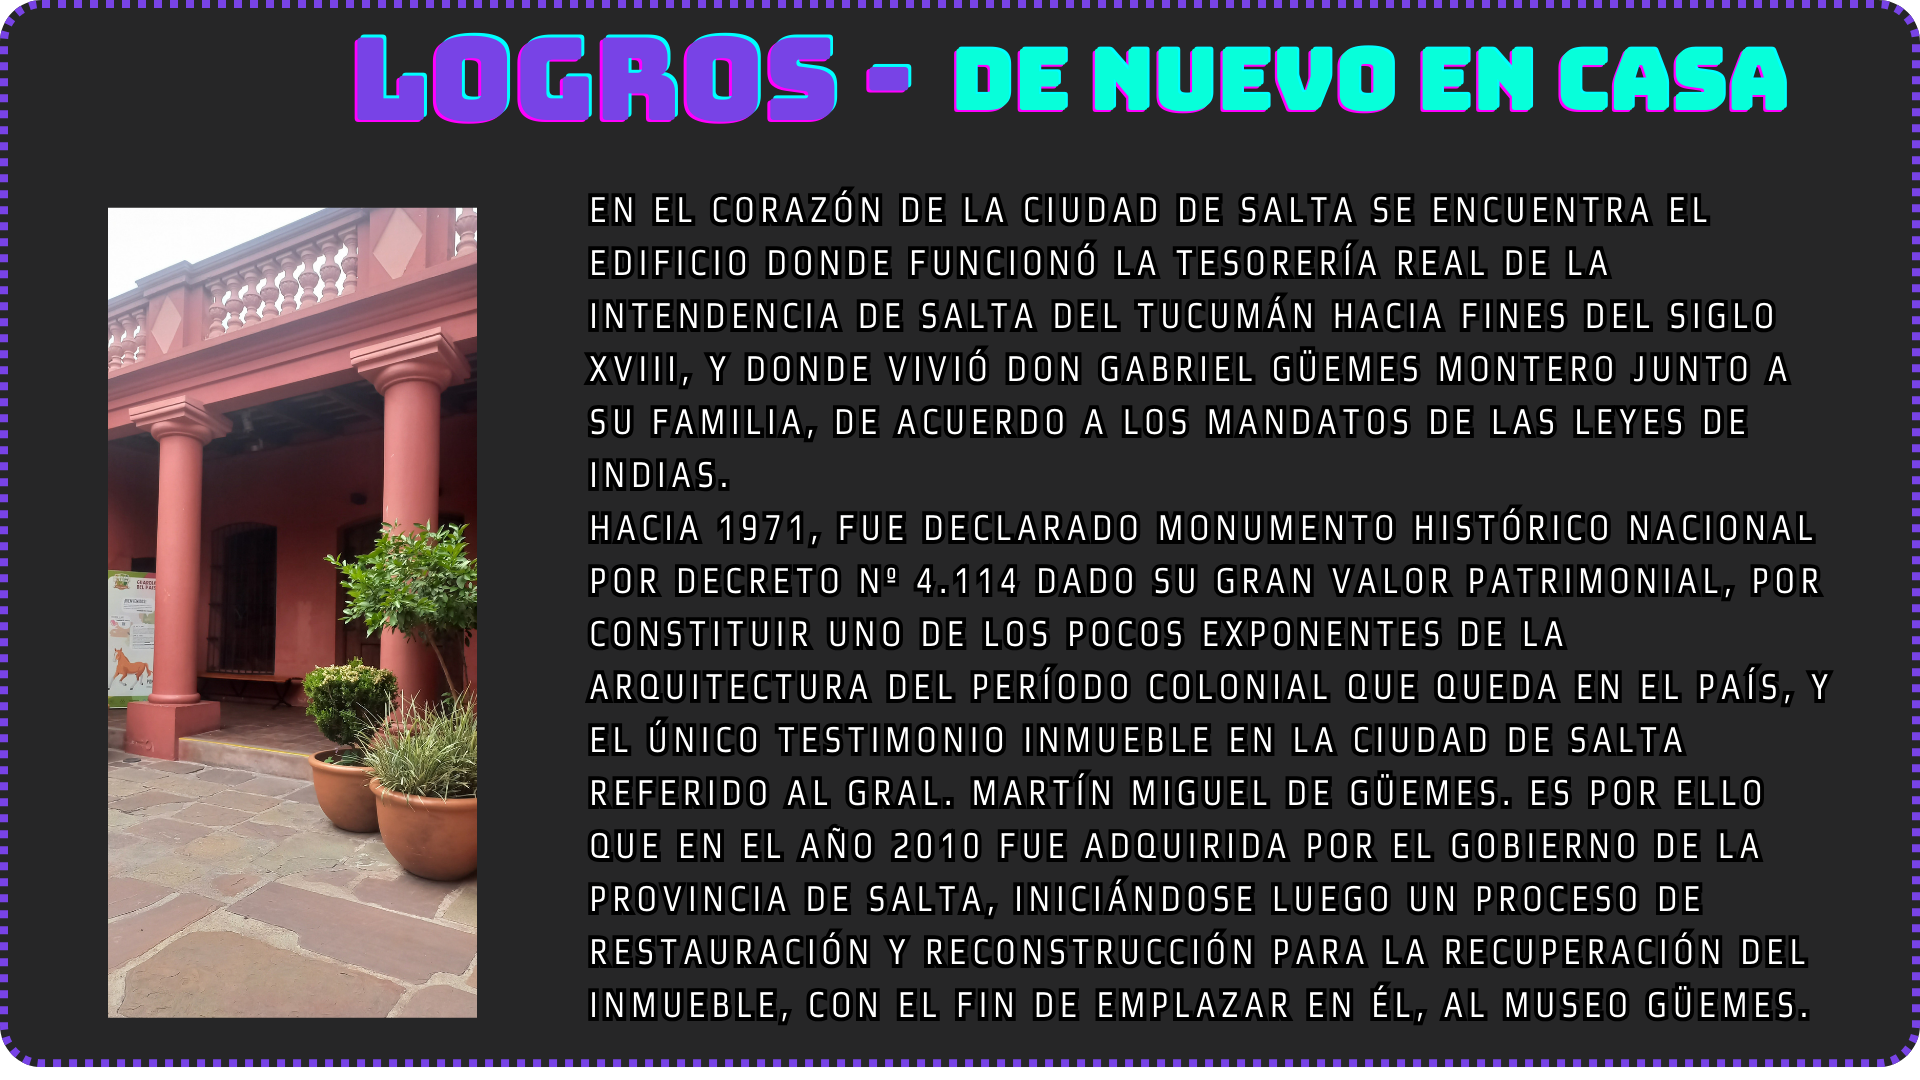 LOGROS - DE NUEVO EN CASA
EN EL CORAZÓN DE LA CIUDAD DE SALTA SE ENCUENTRA EL
EDIFICIO DONDE FUNCIONÓ LA TESORERÍA REAL DE LA
INTENDENCIA DE SALTA DEL TUCUMÁN HACIA FINES DEL SIGLO
XVIII, Y DONDE VIVIÓ DON GABRIEL GÜEMES MONTERO JUNTO A
SU FAMILIA, DE ACUERDO A LOS MANDATOS DE LAS LEYES DE
INDIAS.
HACIA 1971, FUE DECLARADO MONUMENTO HISTÓRICO NACIONAL
POR DECRETO Nº 4.114 DADO SU GRAN VALOR PATRIMONIAL, POR
CONSTITUIR UNO DE LOS POCOS EXPONENTES DE LA
ARQUITECTURA DEL PERÍODO COLONIAL QUE QUEDA EN EL PAÍS, Y
EL ÚNICO TESTIMONIO INMUEBLE EN LA CIUDAD DE SALTA
REFERIDO AL GRAL. MARTÍN MIGUEL DE GÜEMES. ES POR ELLO
QUE EN EL AÑO 2010 FUE ADQUIRIDA POR EL GOBIERNO DE LA
PROVINCIA DE SALTA, INICIÁNDOSE LUEGO UN PROCESO DE
RESTAURACIÓN Y RECONSTRUCCIÓN PARA LA RECUPERACIÓN DEL
INMUEBLE, CON EL FIN DE EMPLAZAR EN ÉL, AL MUSEO GÜEMES.